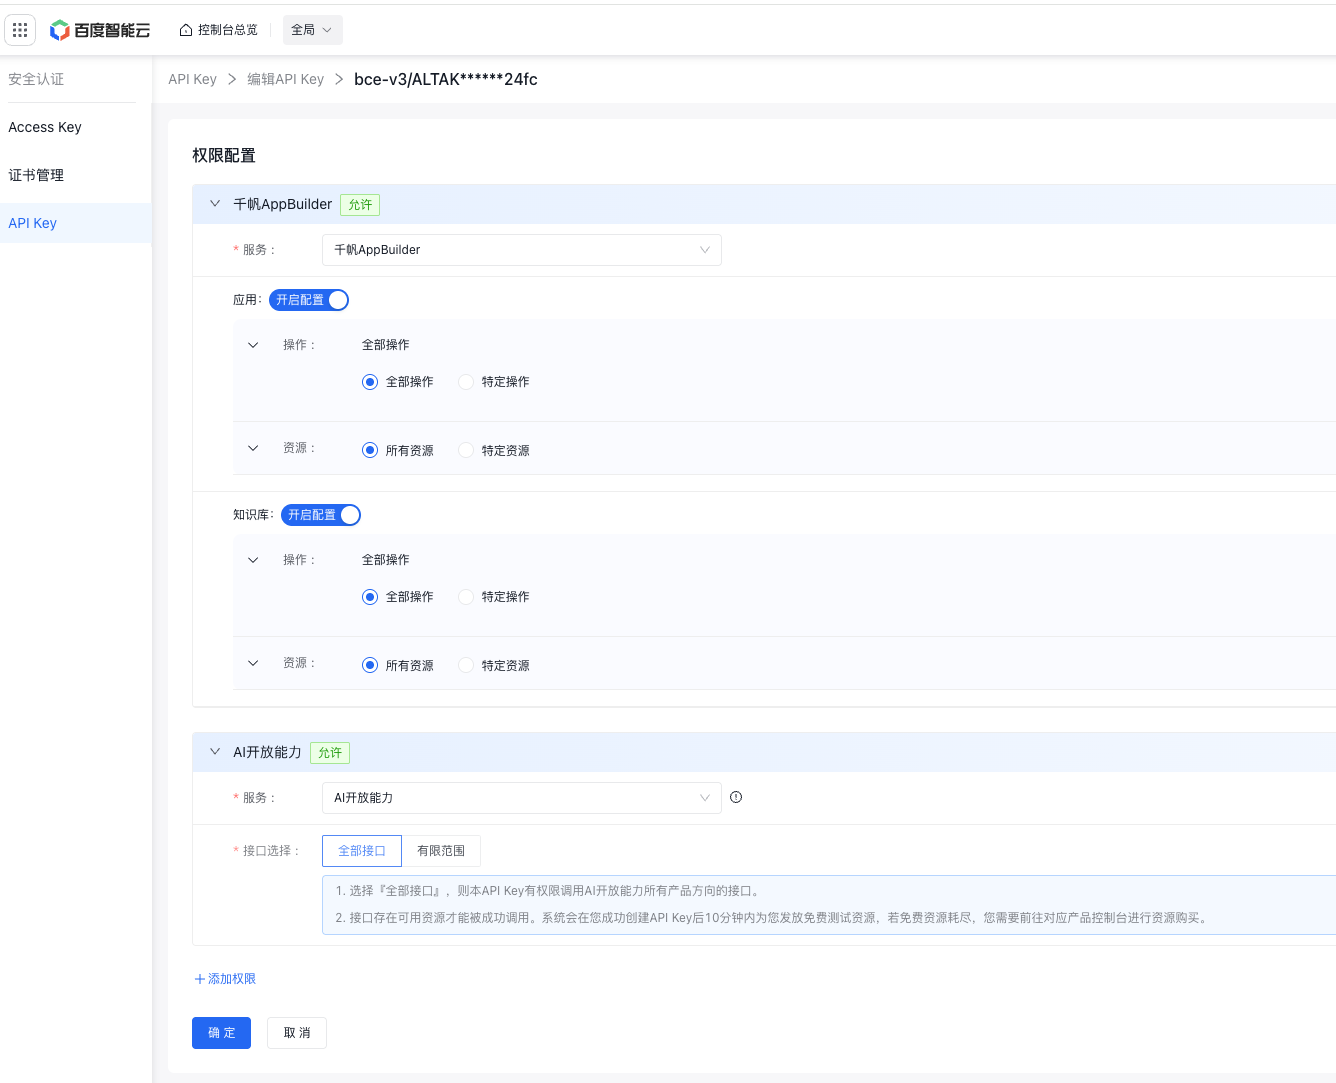 百度智能云 控制台总览 全局
安全认证
Access Key
证书管理
API Key
API Key > 编辑API Key > bce-v3/ALTAK******24fc
权限配置
千帆AppBuilder 允许
* 服务： 千帆AppBuilder
应用： 开启配置
操作： 全部操作
全部操作 特定操作
资源： 所有资源 特定资源
知识库： 开启配置
操作： 全部操作
全部操作 特定操作
资源： 所有资源 特定资源
AI开放能力 允许
* 服务： AI开放能力
* 接口选择： 全部接口 有限范围
1. 选择『全部接口』，则本API Key有权限调用AI开放能力所有产品方向的接口。
2. 接口存在可用资源才能被成功调用。系统会在您成功创建API Key后10分钟内为您发放免费测试资源，若免费资源耗尽，您需要前往对应产品控制台进行资源购买。
+ 添加权限
确 定 取 消